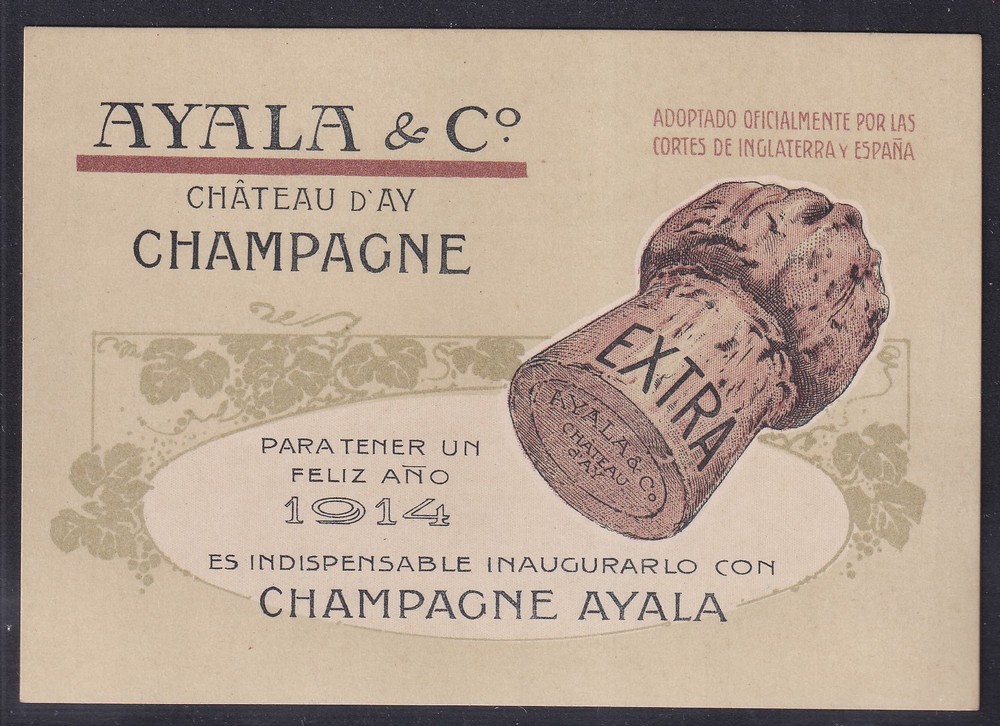 AYALA & Cº
CHÂTEAU D'AY
CHAMPAGNE
ADOPTADO OFICIALMENTE POR LAS
CORTES DE INGLATERRA Y ESPAÑA
EXTRA
AYALA & Cº
CHÂTEAU
d'AY
PARA TENER UN
FELIZ AÑO
1914
ES INDISPENSABLE INAUGURARLO CON
CHAMPAGNE AYALA